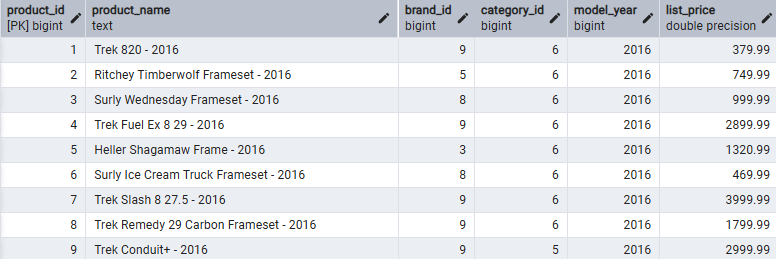 product_id product_name brand_id category_id model_year list_price
[PK] bigint text bigint bigint bigint double precision
1 Trek 820 - 2016 9 6 2016 379.99
2 Ritchey Timberwolf Frameset - 2016 5 6 2016 749.99
3 Surly Wednesday Frameset - 2016 8 6 2016 999.99
4 Trek Fuel Ex 8 29 - 2016 9 6 2016 2899.99
5 Heller Shagamaw Frame - 2016 3 6 2016 1320.99
6 Surly Ice Cream Truck Frameset - 2016 8 6 2016 469.99
7 Trek Slash 8 27.5 - 2016 9 6 2016 3999.99
8 Trek Remedy 29 Carbon Frameset - 2016 9 6 2016 1799.99
9 Trek Conduit+ - 2016 9 5 2016 2999.99